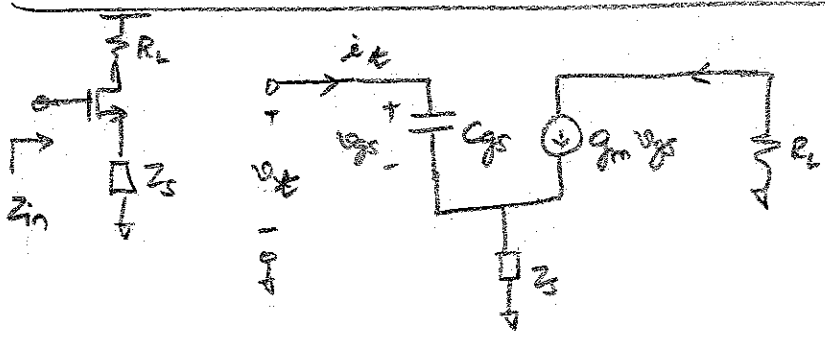 R_L
Z_in
Z_S
i_t
+
v_t
-
+
v_gs
-
C_gs
g_m v_gs
R_L
Z_S